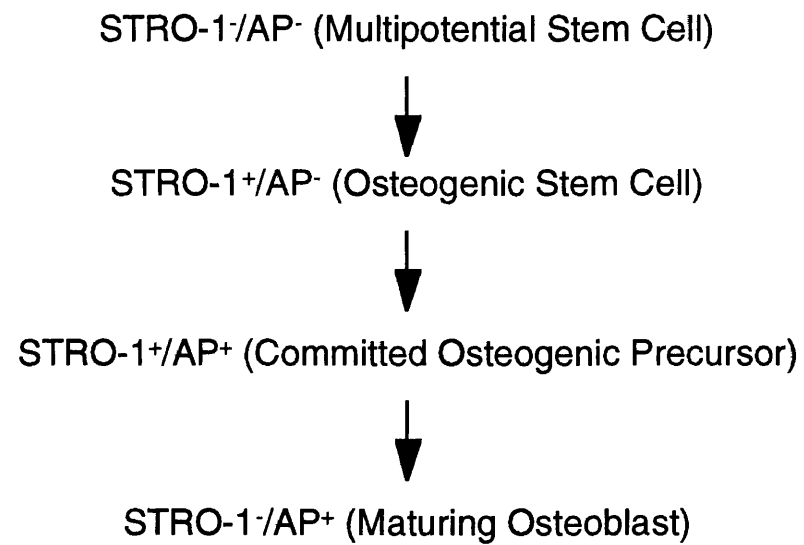 STRO-1⁻/AP⁻ (Multipotential Stem Cell)
STRO-1⁺/AP⁻ (Osteogenic Stem Cell)
STRO-1⁺/AP⁺ (Committed Osteogenic Precursor)
STRO-1⁻/AP⁺ (Maturing Osteoblast)